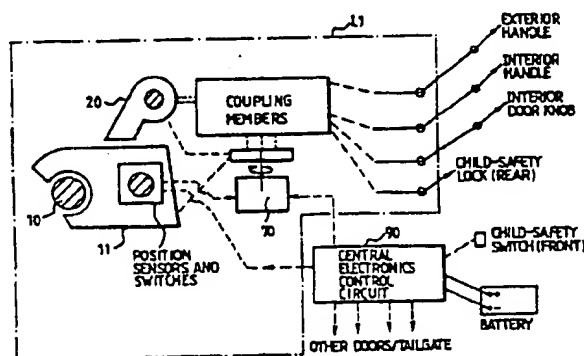 L1
EXTERIOR
HANDLE
INTERIOR
HANDLE
INTERIOR
DOOR KNOB
CHILD-SAFETY
LOCK (REAR)
20
COUPLING
MEMBERS
10
11
70
POSITION
SENSORS AND
SWITCHES
90
CENTRAL
ELECTRONICS
CONTROL
CIRCUIT
CHILD-SAFETY
SWITCH (FRONT)
BATTERY
OTHER DOORS/TAILGATE